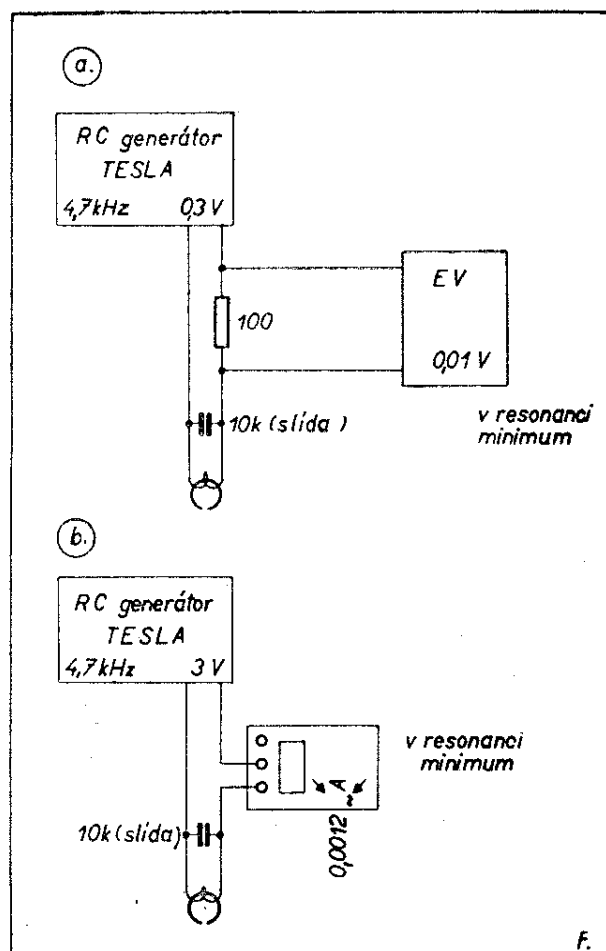 a.
RC generátor
TESLA
4,7kHz 0,3 V
100
EV
0,01 V
10k (slída)
v resonanci
minimum
b.
RC generátor
TESLA
4,7kHz 3 V
v resonanci
minimum
A
~
0,0012
10k (slída)
F.